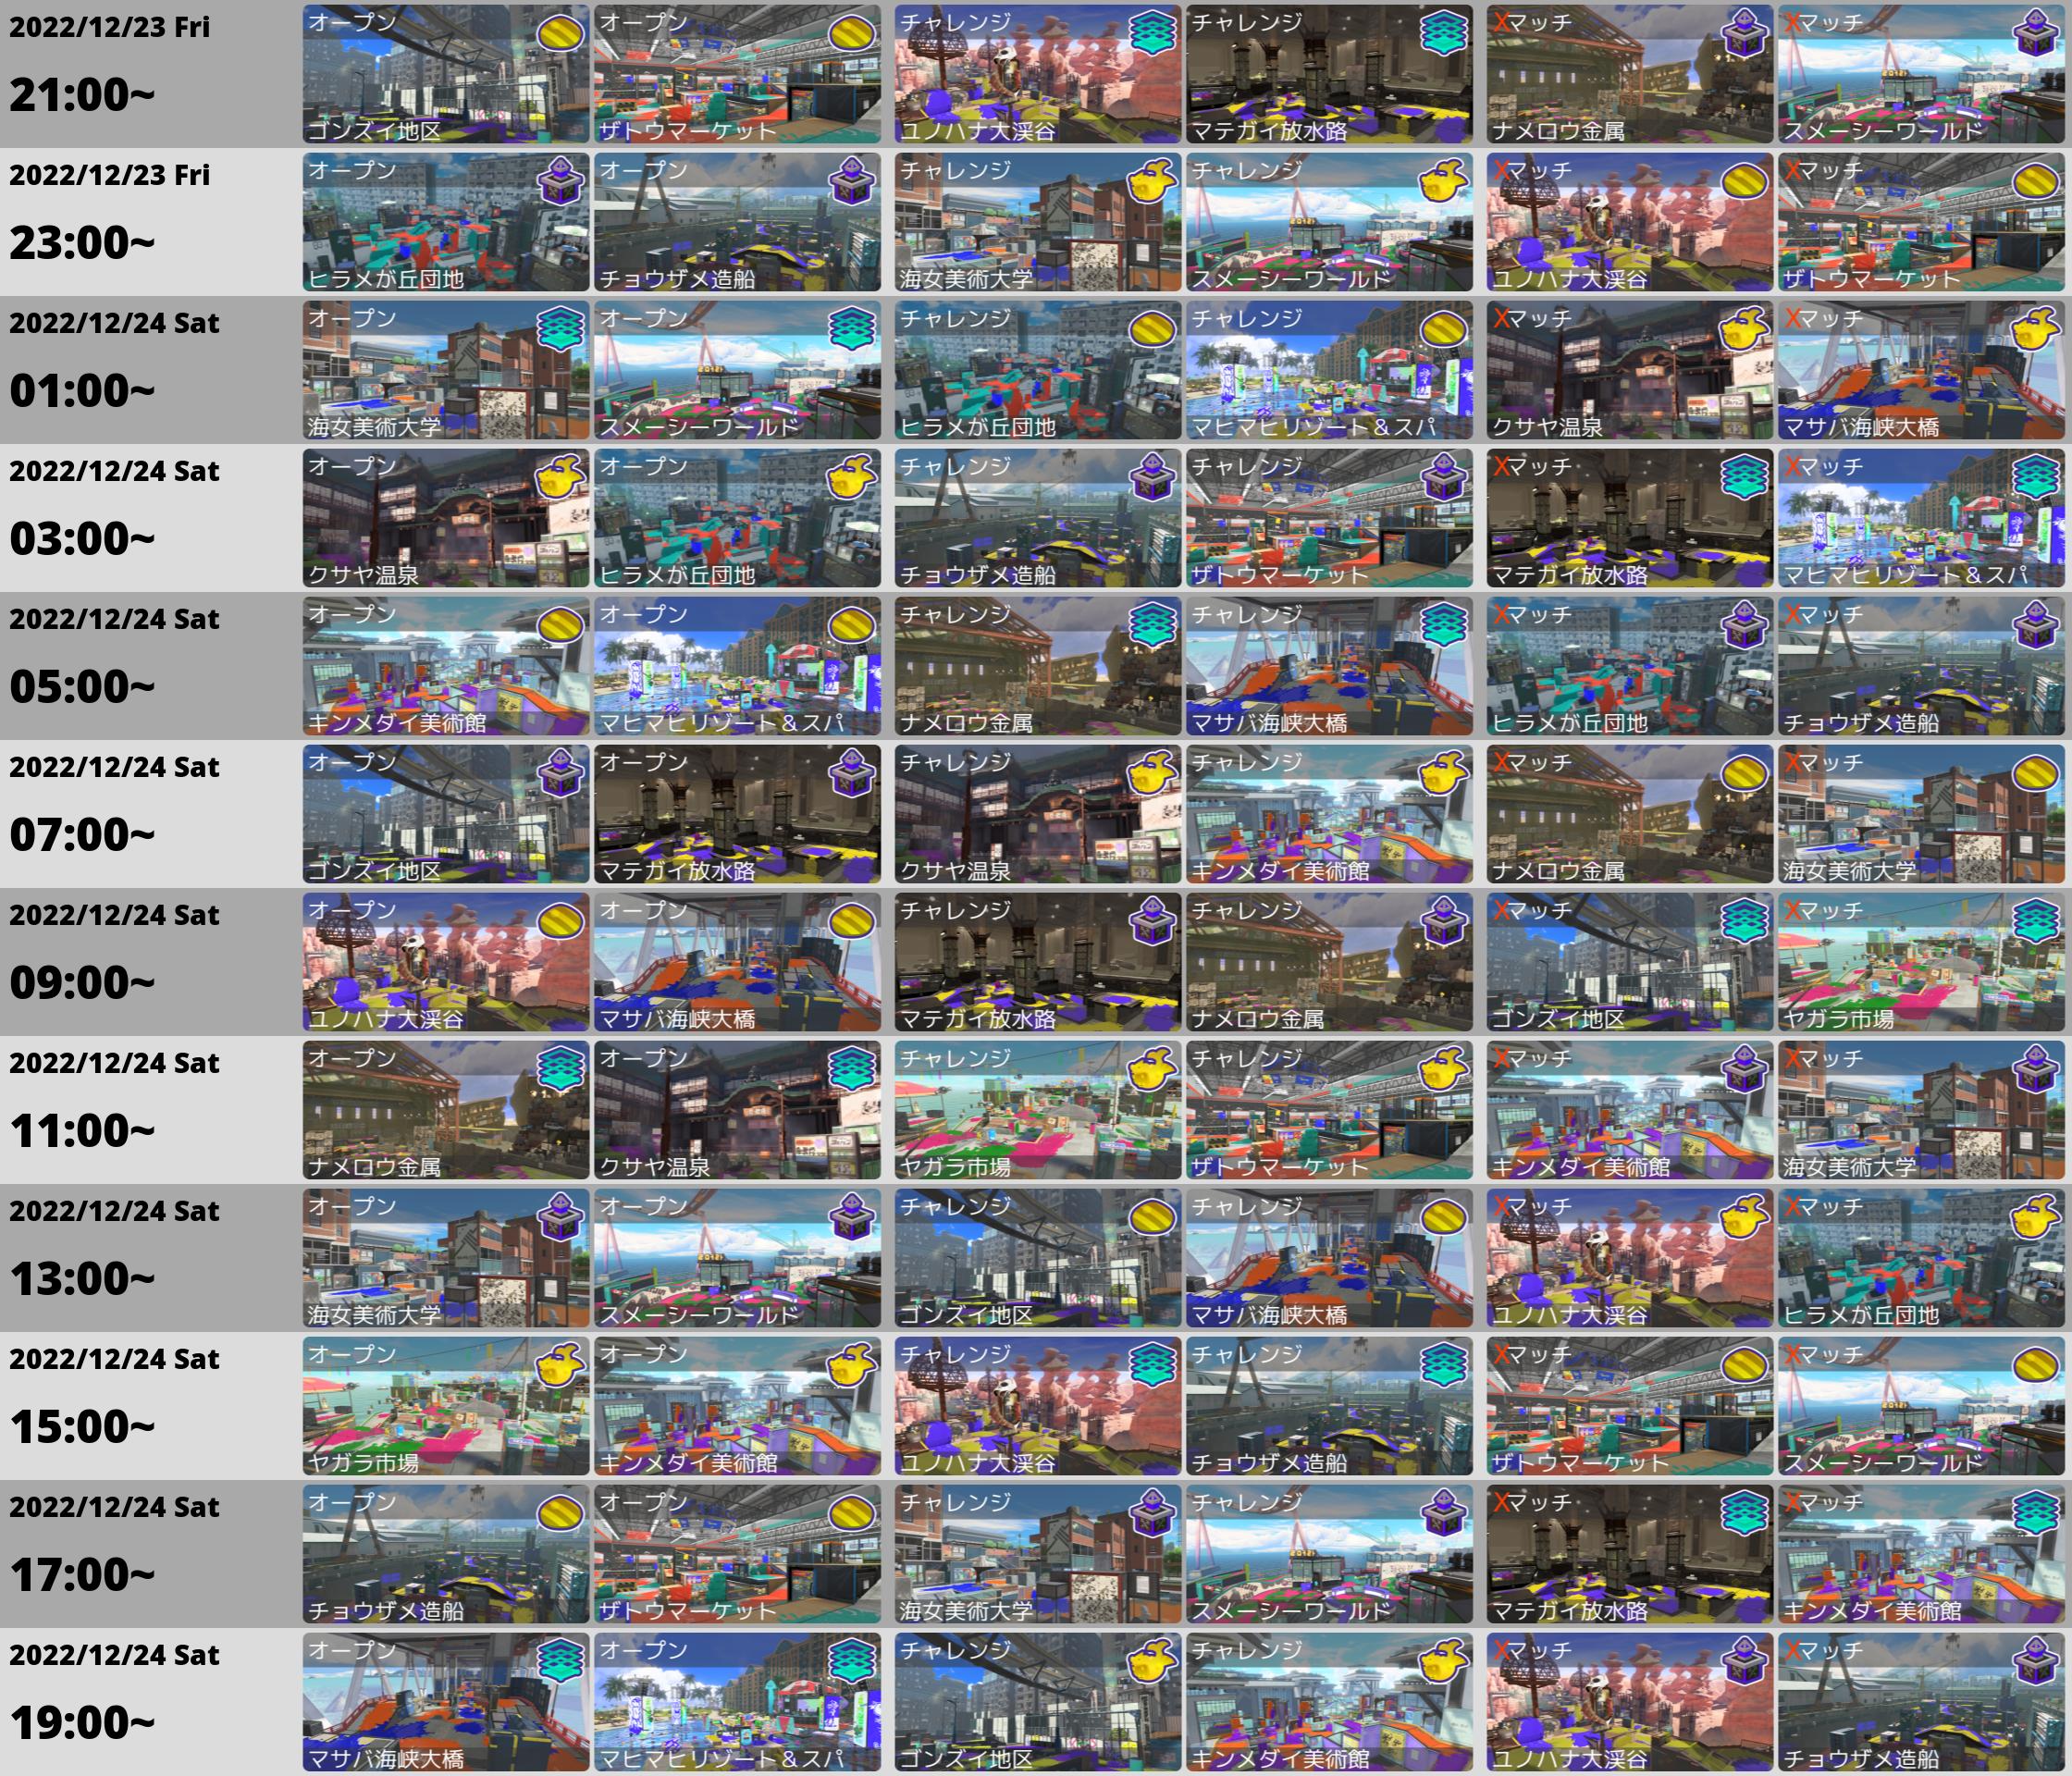 2022/12/23 Fri
21:00~
オープン
ゴンズイ地区
オープン
ザトウマーケット
チャレンジ
ユノハナ大渓谷
チャレンジ
マテガイ放水路
Xマッチ
ナメロウ金属
Xマッチ
スメーシーワールド
2022/12/23 Fri
23:00~
オープン
ヒラメが丘団地
オープン
チョウザメ造船
チャレンジ
海女美術大学
チャレンジ
スメーシーワールド
Xマッチ
ユノハナ大渓谷
Xマッチ
ザトウマーケット
2022/12/24 Sat
01:00~
オープン
海女美術大学
オープン
スメーシーワールド
チャレンジ
ヒラメが丘団地
チャレンジ
マヒマヒリゾート&スパ
Xマッチ
クサヤ温泉
Xマッチ
マサバ海峡大橋
2022/12/24 Sat
03:00~
オープン
クサヤ温泉
オープン
ヒラメが丘団地
チャレンジ
チョウザメ造船
チャレンジ
ザトウマーケット
Xマッチ
マテガイ放水路
Xマッチ
マヒマヒリゾート&スパ
2022/12/24 Sat
05:00~
オープン
キンメダイ美術館
オープン
マヒマヒリゾート&スパ
チャレンジ
ナメロウ金属
チャレンジ
マサバ海峡大橋
Xマッチ
ヒラメが丘団地
Xマッチ
チョウザメ造船
2022/12/24 Sat
07:00~
オープン
ゴンズイ地区
オープン
マテガイ放水路
チャレンジ
クサヤ温泉
チャレンジ
キンメダイ美術館
Xマッチ
ナメロウ金属
Xマッチ
海女美術大学
2022/12/24 Sat
09:00~
オープン
ユノハナ大渓谷
オープン
マサバ海峡大橋
チャレンジ
マテガイ放水路
チャレンジ
ナメロウ金属
Xマッチ
ゴンズイ地区
Xマッチ
ヤガラ市場
2022/12/24 Sat
11:00~
オープン
ナメロウ金属
オープン
クサヤ温泉
チャレンジ
ヤガラ市場
チャレンジ
ザトウマーケット
Xマッチ
キンメダイ美術館
Xマッチ
海女美術大学
2022/12/24 Sat
13:00~
オープン
海女美術大学
オープン
スメーシーワールド
チャレンジ
ゴンズイ地区
チャレンジ
マサバ海峡大橋
Xマッチ
ユノハナ大渓谷
Xマッチ
ヒラメが丘団地
2022/12/24 Sat
15:00~
オープン
ヤガラ市場
オープン
キンメダイ美術館
チャレンジ
ユノハナ大渓谷
チャレンジ
チョウザメ造船
Xマッチ
ザトウマーケット
Xマッチ
スメーシーワールド
2022/12/24 Sat
17:00~
オープン
チョウザメ造船
オープン
ザトウマーケット
チャレンジ
海女美術大学
チャレンジ
スメーシーワールド
Xマッチ
マテガイ放水路
Xマッチ
キンメダイ美術館
2022/12/24 Sat
19:00~
オープン
マサバ海峡大橋
オープン
マヒマヒリゾート&スパ
チャレンジ
ゴンズイ地区
チャレンジ
キンメダイ美術館
Xマッチ
ユノハナ大渓谷
Xマッチ
チョウザメ造船